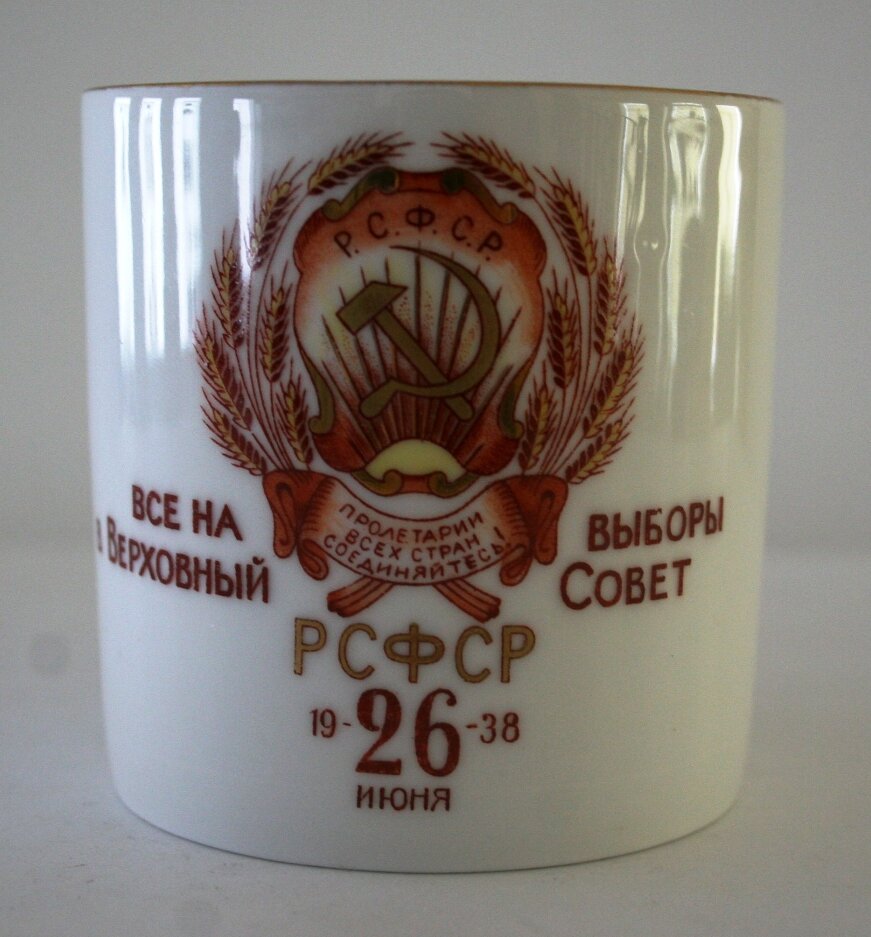 Р. С. Ф. С. Р.
ПРОЛЕТАРИИ
ВСЕХ СТРАН
СОЕДИНЯЙТЕСЬ!
ВСЕ НА ВЫБОРЫ
в ВЕРХОВНЫЙ СОВЕТ
РСФСР
19-26-38
ИЮНЯ